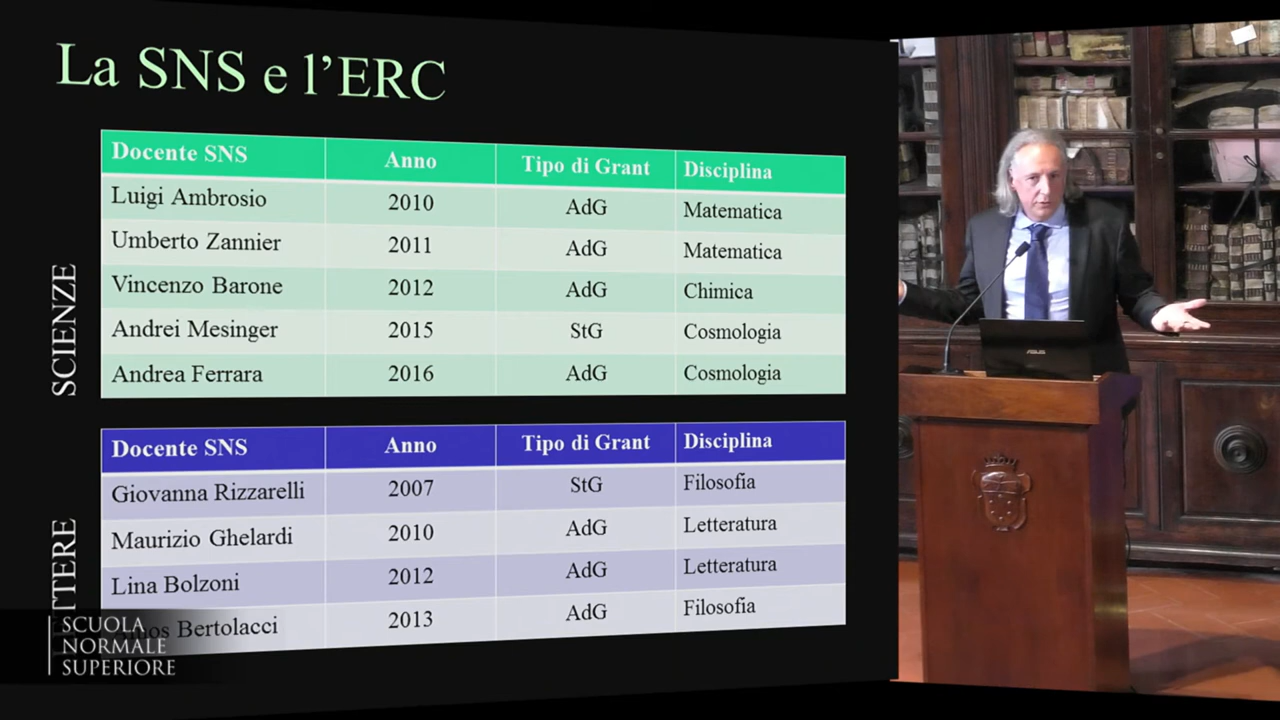 La SNS e l'ERC
SCIENZE
Docente SNS Anno Tipo di Grant Disciplina
Luigi Ambrosio 2010 AdG Matematica
Umberto Zannier 2011 AdG Matematica
Vincenzo Barone 2012 AdG Chimica
Andrei Mesinger 2015 StG Cosmologia
Andrea Ferrara 2016 AdG Cosmologia
Docente SNS Anno Tipo di Grant Disciplina
Giovanna Rizzarelli 2007 StG Filosofia
Maurizio Ghelardi 2010 AdG Letteratura
Lina Bolzoni 2012 AdG Letteratura
Bertolacci 2013 AdG Filosofia
SCUOLA
NORMALE
SUPERIORE
ASUS